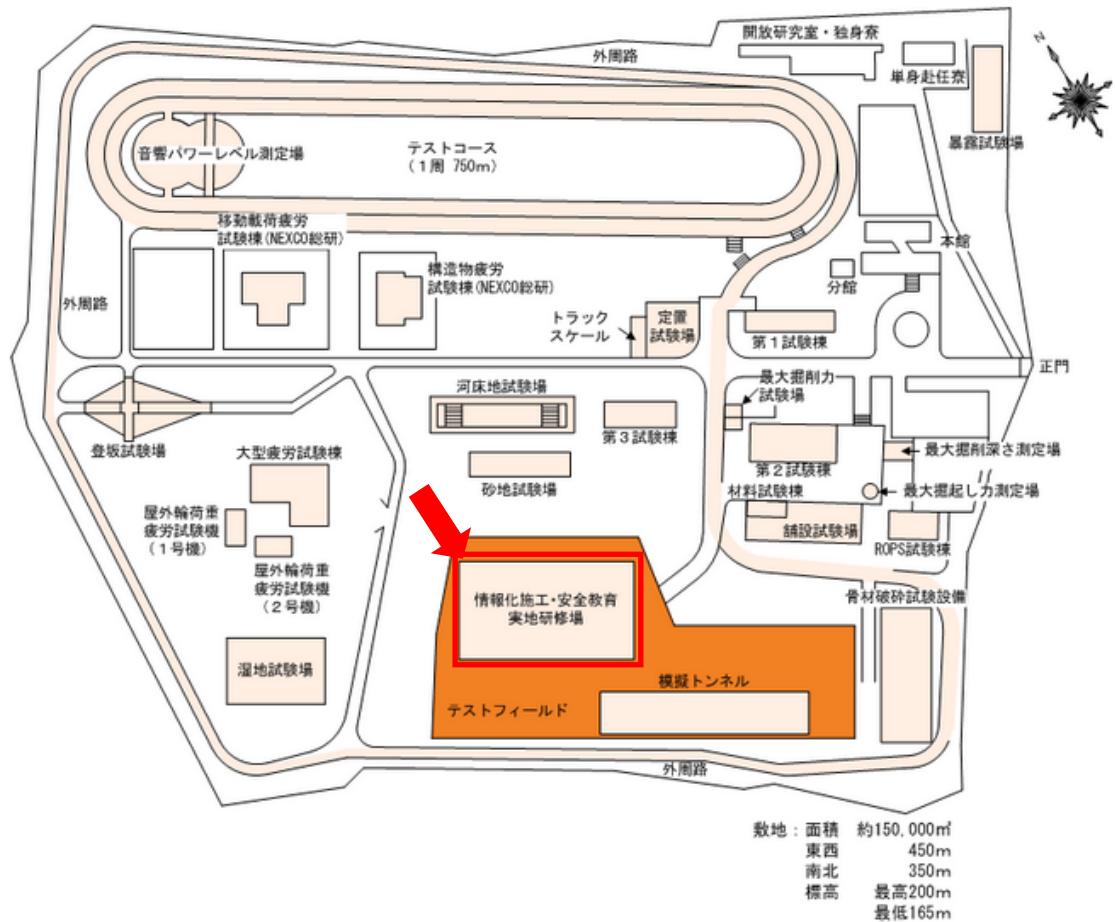 開放研究室・独身寮
外周路
単身赴任寮
N
暴露試験場
音響パワーレベル測定場
テストコース
(1周 750m)
移動載荷疲労
試験棟(NEXCO総研)
本館
構造物疲労
試験棟(NEXCO総研)
分館
外周路
トラック
スケール
定置
試験場
第1試験棟
正門
最大掘削力
試験場
河床地試験場
第3試験棟
登坂試験場
大型疲労試験棟
最大掘削深さ測定場
第2試験棟
砂地試験場
材料試験棟
最大掘起し力測定場
屋外輪荷重
疲労試験機
(1号機)
舗設試験場
ROPS試験棟
屋外輪荷重
疲労試験機
(2号機)
骨材破砕試験設備
情報化施工・安全教育
実地研修場
湿地試験場
模擬トンネル
テストフィールド
外周路
敷地:面積 約150,000㎡
東西 450m
南北 350m
標高 最高200m
最低165m